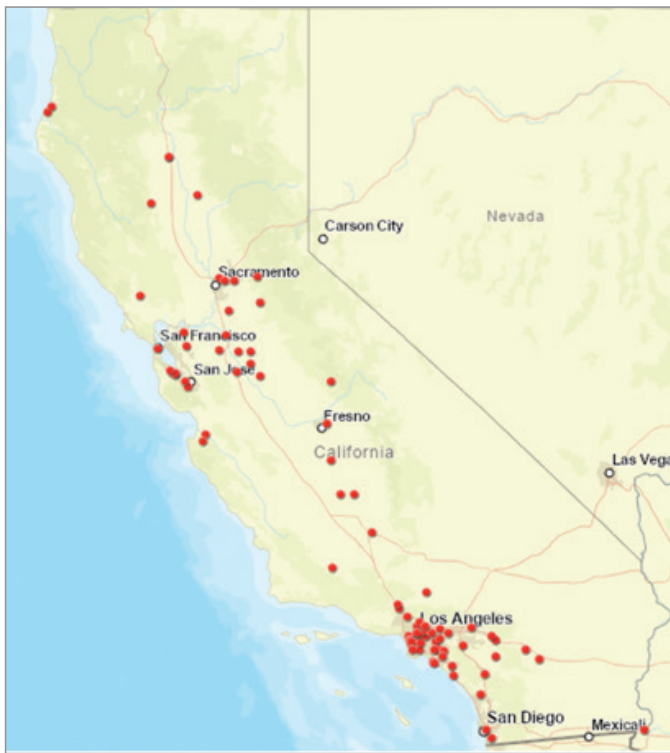 Carson City
Nevada
Sacramento
San Francisco
San Jose
Fresno
California
Las Vega
Los Angeles
San Diego
Mexicali